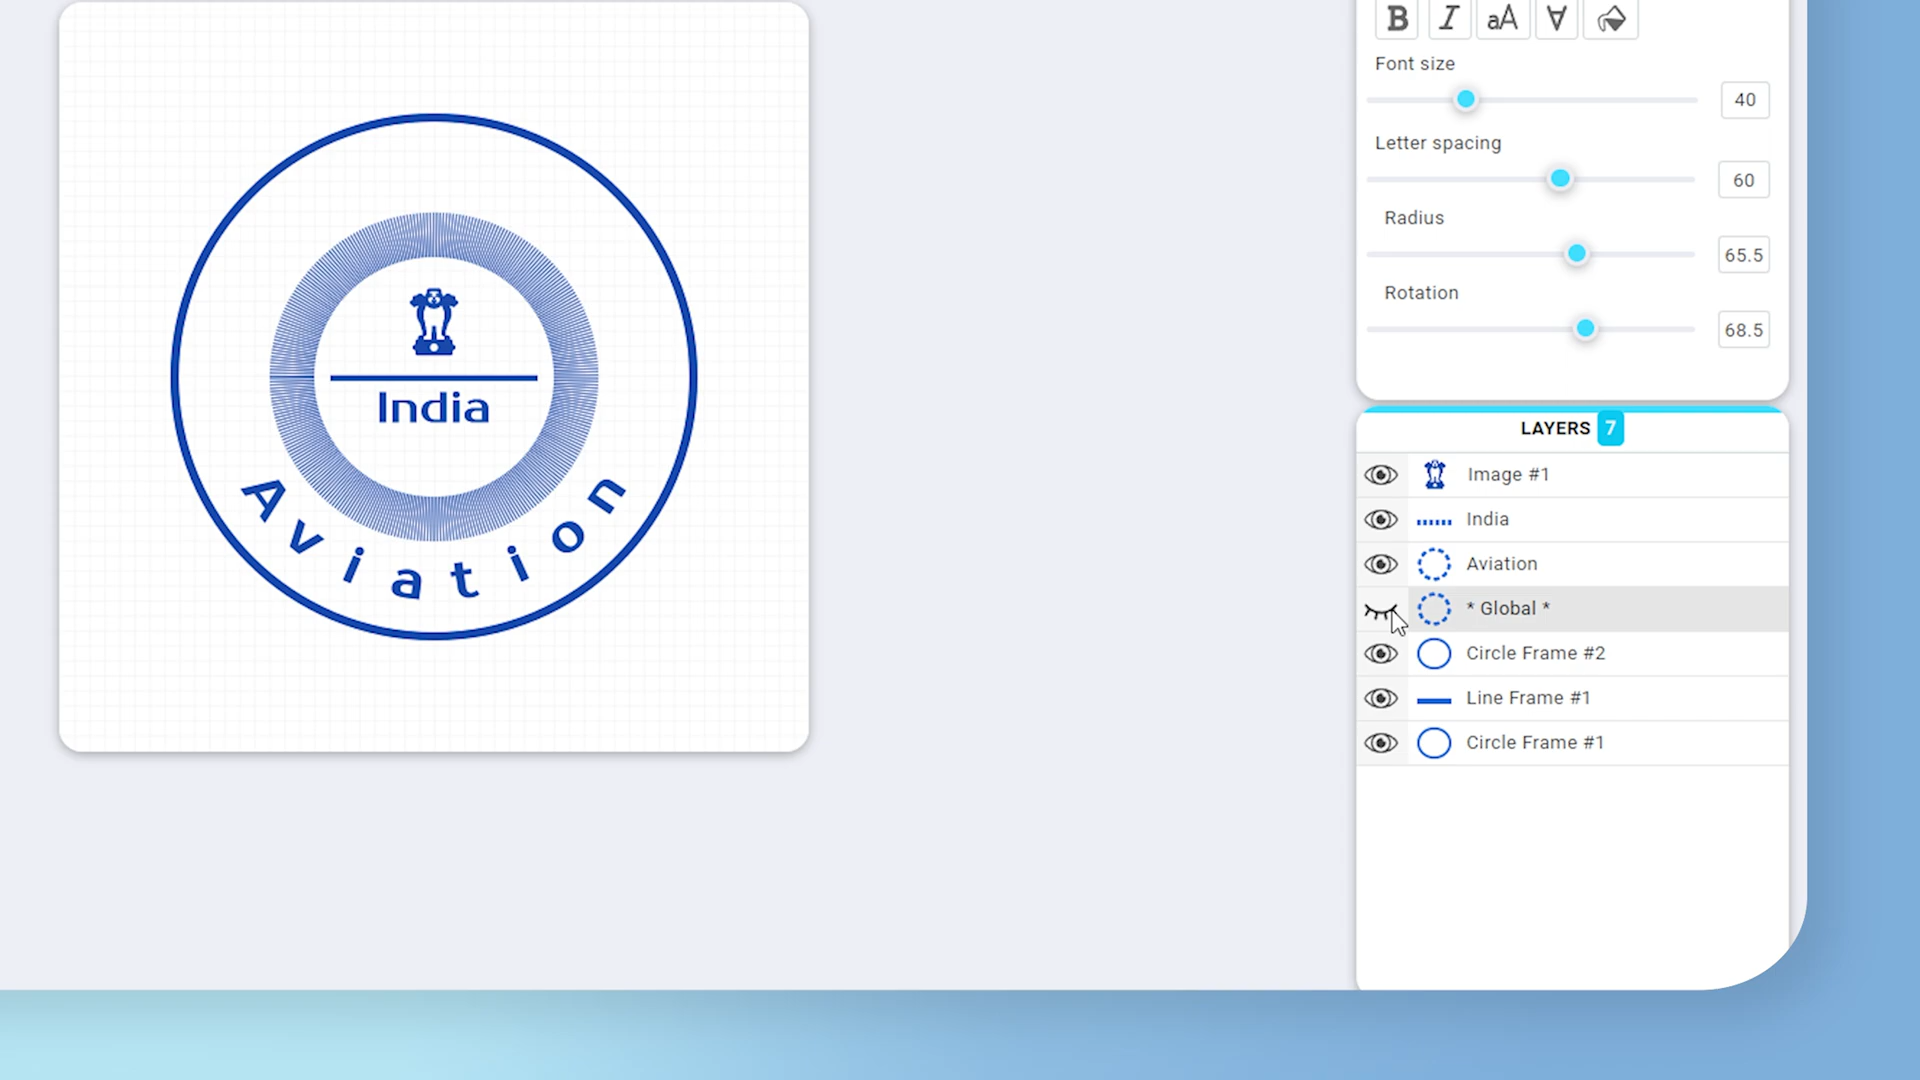 India
Aviation
B I aA ∀
Font size
40
Letter spacing
60
Radius
65.5
Rotation
68.5
LAYERS 7
Image #1
India
Aviation
* Global *
Circle Frame #2
Line Frame #1
Circle Frame #1